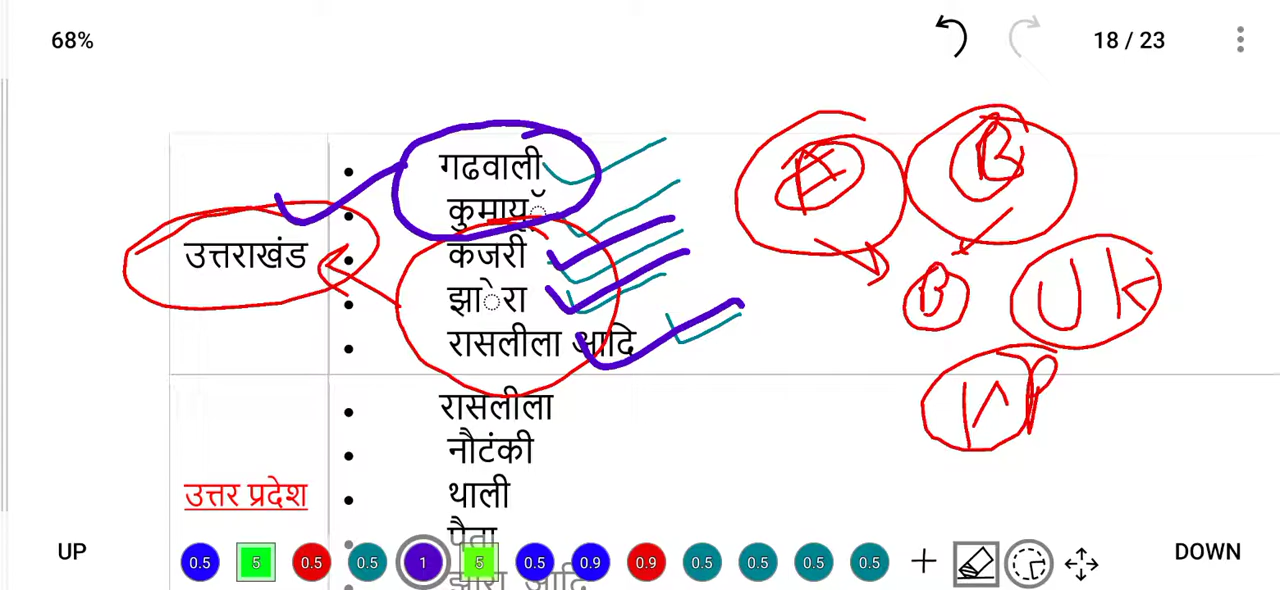 68%
18 / 23
गढवाली
कुमायॅू
उत्तराखंड
कजरी
झाेरा
रासलीला आदि
B
B
UK
रासलीला
नौटंकी
उत्तर प्रदेश
थाली
पैता
झोरा आदि
UP
0.5 5 0.5 0.5 1 5 0.5 0.9 0.9 0.5 0.5 0.5 0.5
DOWN